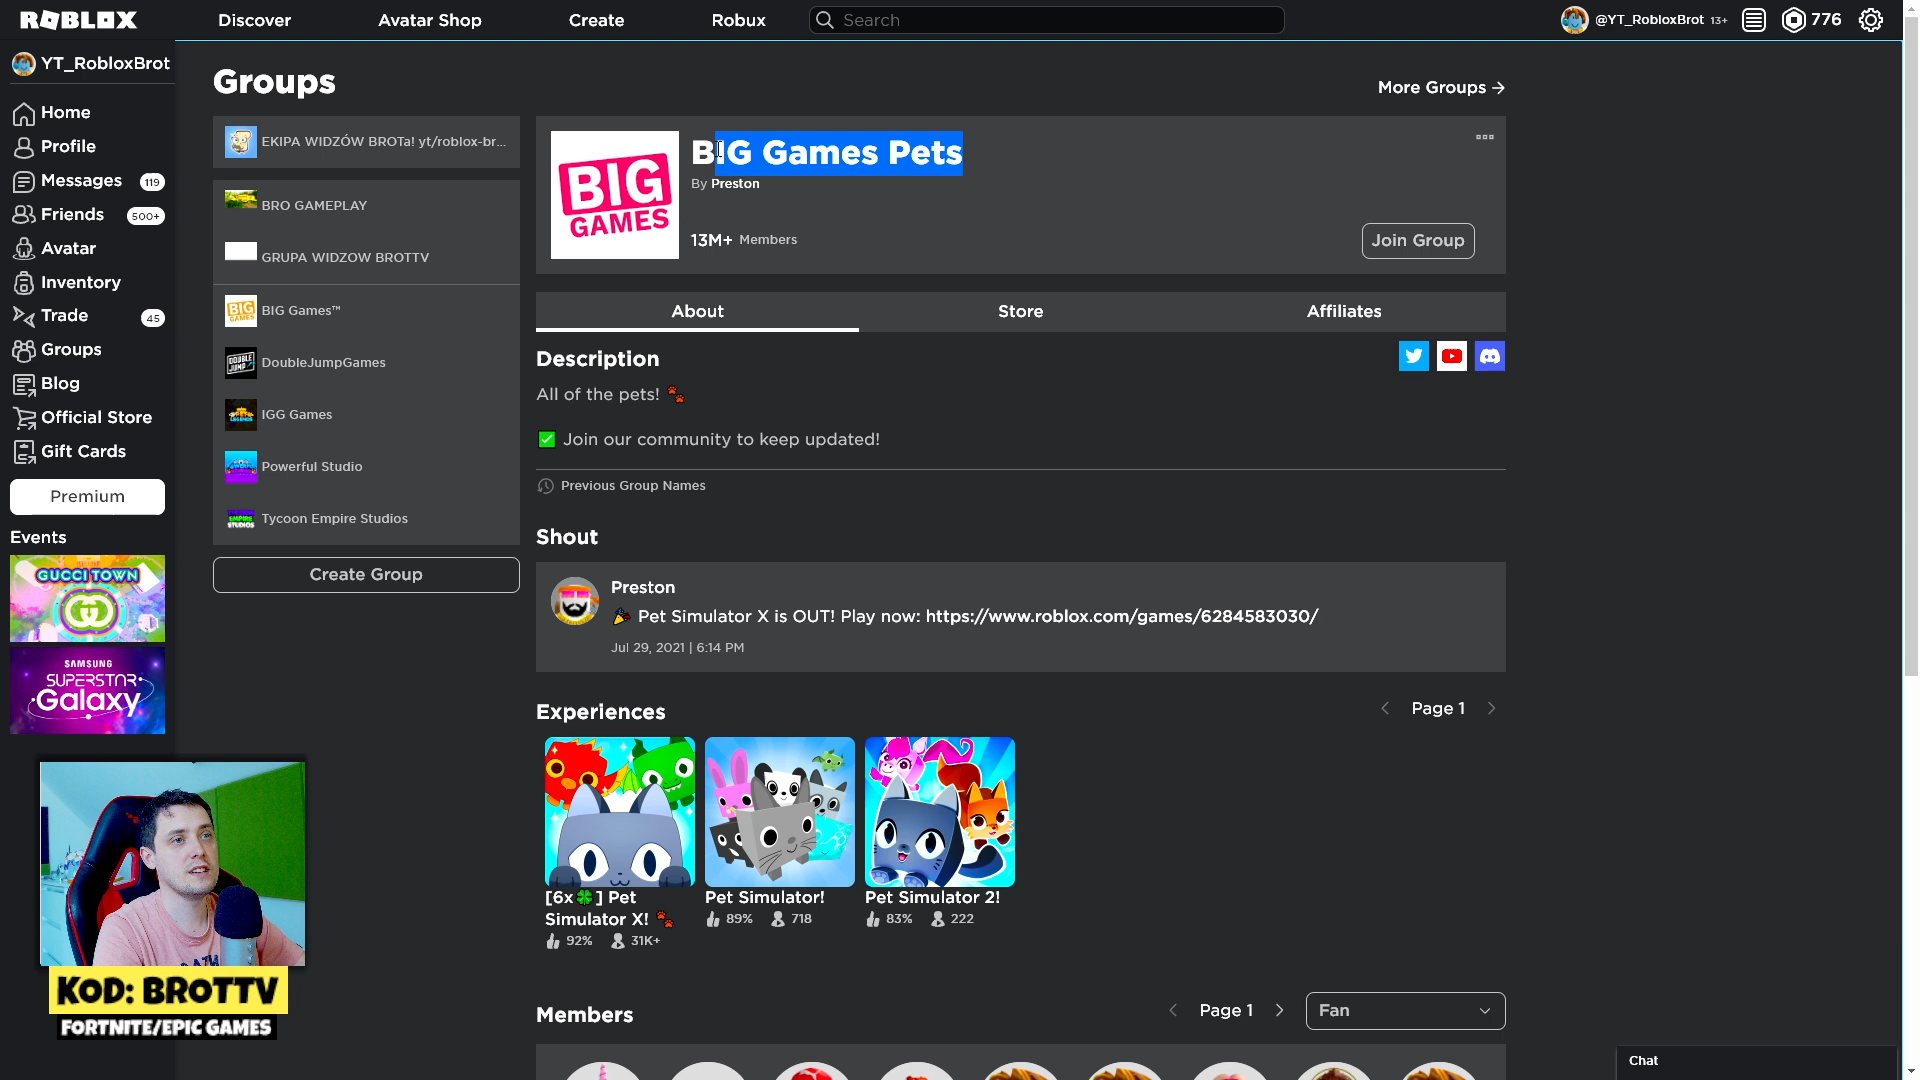 ROBLOX
Discover
Avatar Shop
Create
Robux
Search
@YT_RobloxBrot 13+
776
YT_RobloxBrot
Home
Profile
Messages 119
Friends 500+
Avatar
Inventory
Trade 45
Groups
Blog
Official Store
Gift Cards
Premium
Events
GUCCI TOWN
SAMSUNG
SUPERSTAR
Galaxy
KOD: BROTTV
FORTNITE/EPIC GAMES
Groups
More Groups →
EKIPA WIDZÓW BROTa! yt/roblox-br...
BRO GAMEPLAY
GRUPA WIDZOW BROTTV
BIG GAMES
BIG Games™
DOUBLE JUMP
DoubleJumpGames
IGG Games
Powerful Studio
EMPIRE STUDIOS
Tycoon Empire Studios
Create Group
BIG
GAMES
BIG Games Pets
By Preston
13M+ Members
Join Group
About
Store
Affiliates
Description
All of the pets! 🐾
✅ Join our community to keep updated!
Previous Group Names
Shout
Preston
🎉 Pet Simulator X is OUT! Play now: https://www.roblox.com/games/6284583030/
Jul 29, 2021 | 6:14 PM
Experiences
Page 1
[6x🍀] Pet
Simulator X! 🐾
92% 31K+
Pet Simulator!
89% 718
Pet Simulator 2!
83% 222
Members
Page 1
Fan
Chat